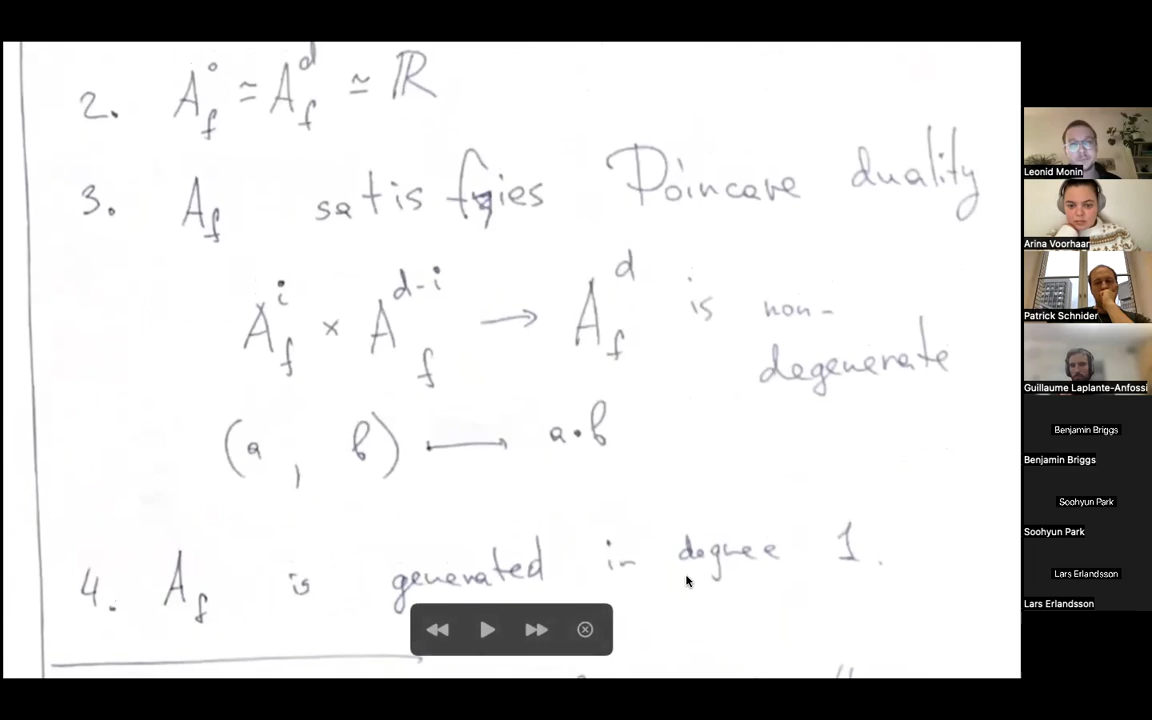 2. A_f^0 ≃ A_f^d ≃ ℝ
3. A_f satisfies Poincare duality
A_f^i × A_f^{d-i} → A_f^d is non-
degenerate
(a, b) ⟼ a·b
4. A_f is generated in degree 1.
Leonid Monin
Arina Voorhaar
Patrick Schnider
Guillaume Laplante-Anfossi
Benjamin Briggs
Benjamin Briggs
Soohyun Park
Soohyun Park
Lars Erlandsson
Lars Erlandsson